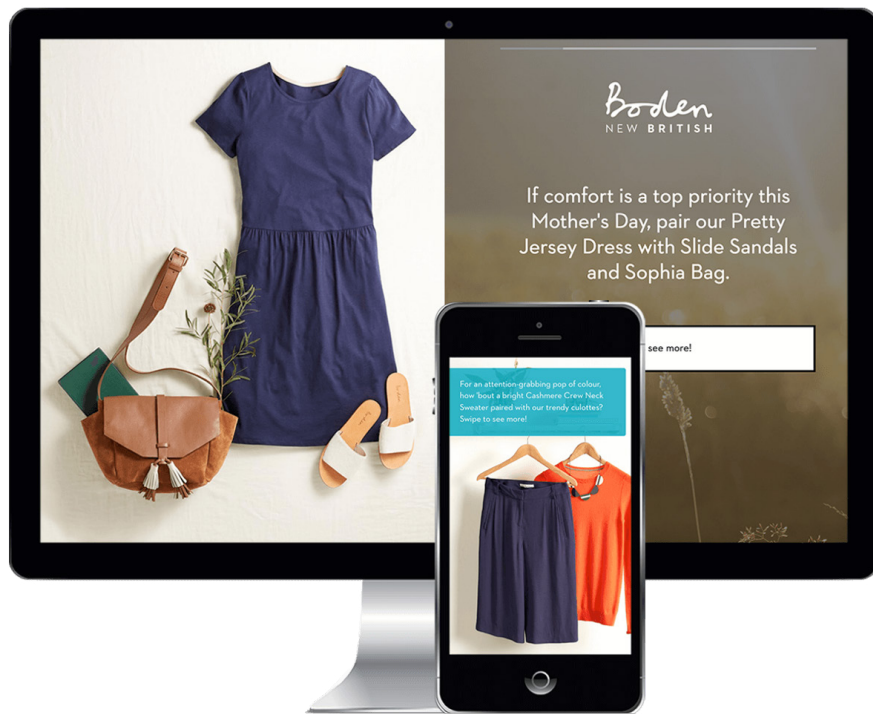 Boden
NEW BRITISH
If comfort is a top priority this
Mother's Day, pair our Pretty
Jersey Dress with Slide Sandals
and Sophia Bag.
see more!
For an attention-grabbing pop of colour,
how 'bout a bright Cashmere Crew Neck
Sweater paired with our trendy culottes?
Swipe to see more!